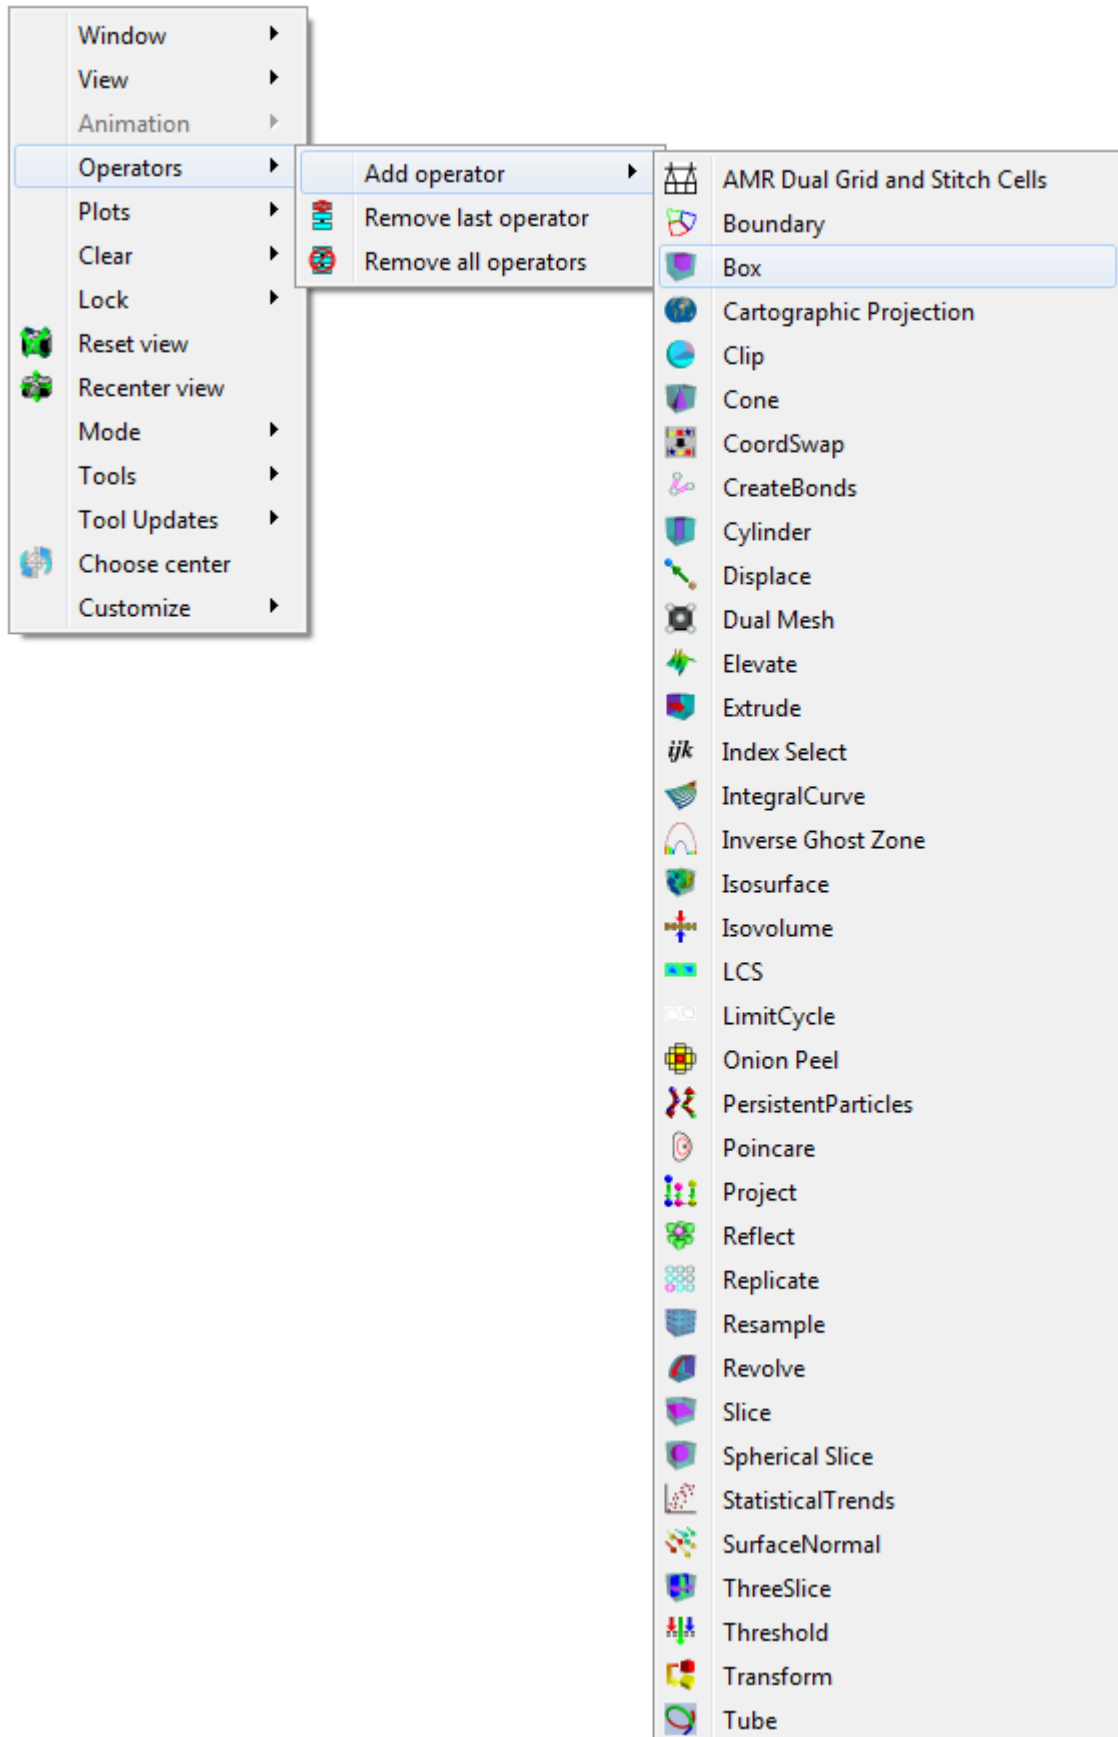 Window
View
Animation
Operators
Plots
Clear
Lock
Reset view
Recenter view
Mode
Tools
Tool Updates
Choose center
Customize
Add operator
Remove last operator
Remove all operators
AMR Dual Grid and Stitch Cells
Boundary
Box
Cartographic Projection
Clip
Cone
CoordSwap
CreateBonds
Cylinder
Displace
Dual Mesh
Elevate
Extrude
ijk Index Select
IntegralCurve
Inverse Ghost Zone
Isosurface
Isovolume
LCS
LimitCycle
Onion Peel
PersistentParticles
Poincare
Project
Reflect
Replicate
Resample
Revolve
Slice
Spherical Slice
StatisticalTrends
SurfaceNormal
ThreeSlice
Threshold
Transform
Tube